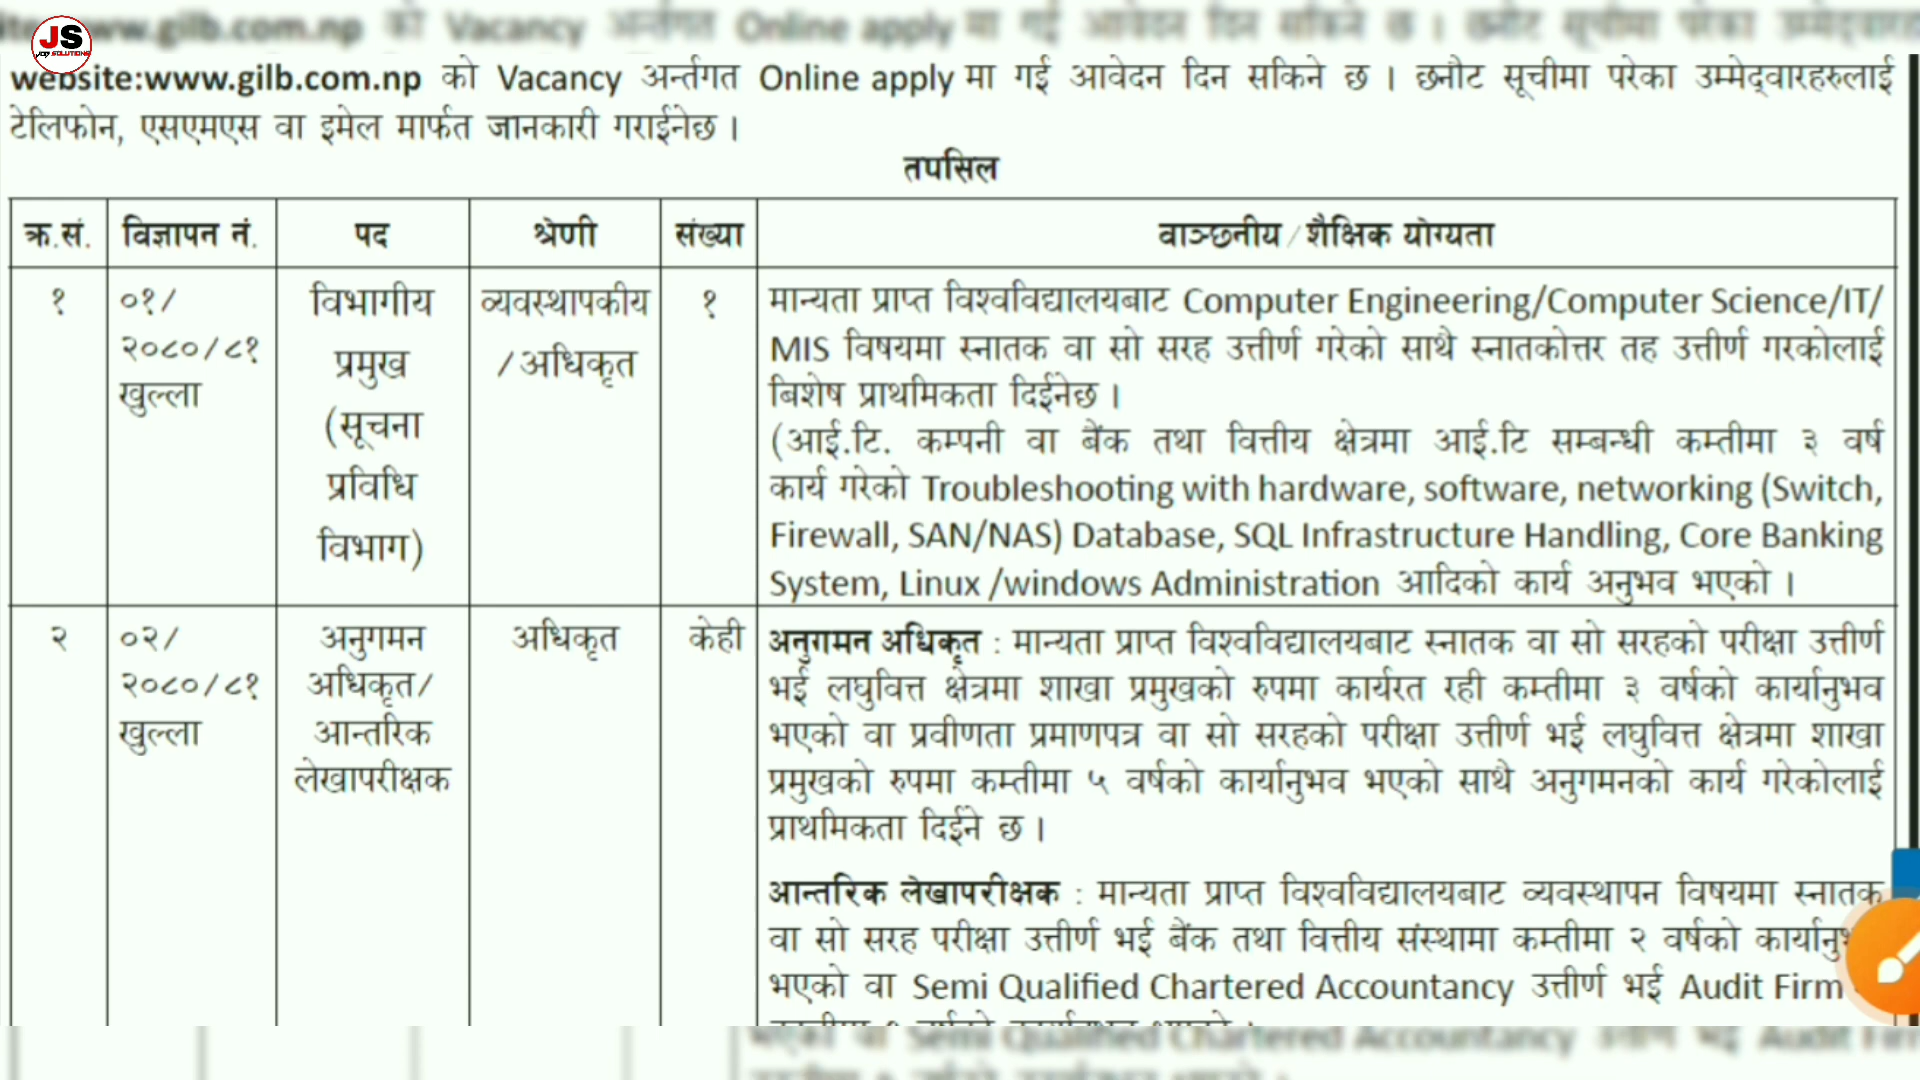 JS
JOB SOLUTIONS
website:www.gilb.com.np को Vacancy अर्न्तगत Online apply मा गई आवेदन दिन सकिने छ । छनौट सूचीमा परेका उम्मेद्वारहरुलाई
टेलिफोन, एसएमएस वा इमेल मार्फत जानकारी गराईनेछ ।
तपसिल
क्र.सं. विज्ञापन नं. पद श्रेणी संख्या वाञ्छनीय / शैक्षिक योग्यता
१ ०१/ विभागीय व्यवस्थापकीय १ मान्यता प्राप्त विश्वविद्यालयबाट Computer Engineering/Computer Science/IT/
२०८०/८१ प्रमुख /अधिकृत MIS विषयमा स्नातक वा सो सरह उत्तीर्ण गरेको साथै स्नातकोत्तर तह उत्तीर्ण गरकोलाई
खुल्ला (सूचना बिशेष प्राथमिकता दिईनेछ ।
प्रविधि (आई.टि. कम्पनी वा बैंक तथा वित्तीय क्षेत्रमा आई.टि सम्बन्धी कम्तीमा ३ वर्ष
विभाग) कार्य गरेको Troubleshooting with hardware, software, networking (Switch,
Firewall, SAN/NAS) Database, SQL Infrastructure Handling, Core Banking
System, Linux /windows Administration आदिको कार्य अनुभव भएको ।
२ ०२/ अनुगमन अधिकृत केही अनुगमन अधिकृत : मान्यता प्राप्त विश्वविद्यालयबाट स्नातक वा सो सरहको परीक्षा उत्तीर्ण
२०८०/८१ अधिकृत/ भई लघुवित्त क्षेत्रमा शाखा प्रमुखको रुपमा कार्यरत रही कम्तीमा ३ वर्षको कार्यानुभव
खुल्ला आन्तरिक भएको वा प्रवीणता प्रमाणपत्र वा सो सरहको परीक्षा उत्तीर्ण भई लघुवित्त क्षेत्रमा शाखा
लेखापरीक्षक प्रमुखको रुपमा कम्तीमा ५ वर्षको कार्यानुभव भएको साथै अनुगमनको कार्य गरेकोलाई
प्राथमिकता दिईने छ ।
आन्तरिक लेखापरीक्षक : मान्यता प्राप्त विश्वविद्यालयबाट व्यवस्थापन विषयमा स्नातक
वा सो सरह परीक्षा उत्तीर्ण भई बैंक तथा वित्तीय संस्थामा कम्तीमा २ वर्षको
भएको वा Semi Qualified Chartered Accountancy उत्तीर्ण भई Audit Firm